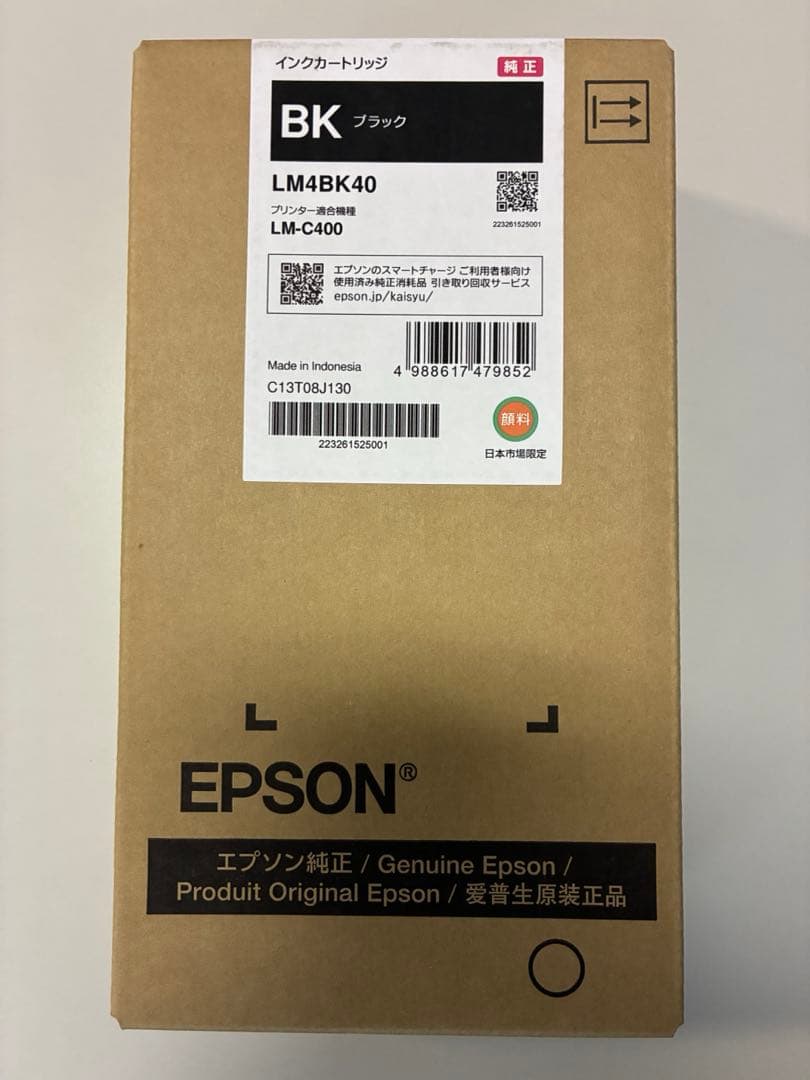 インクカートリッジ
純正
BK ブラック
LM4BK40
プリンター適合機種
LM-C400
223261525001
エプソンのスマートチャージ ご利用者様向け
使用済み純正消耗品 引き取り回収サービス
epson.jp/kaisyu/
Made in Indonesia
4 988617 479852
C13T08J130
223261525001
顔料
日本市場限定
EPSON®
エプソン純正 / Genuine Epson /
Produit Original Epson / 爱普生原装正品